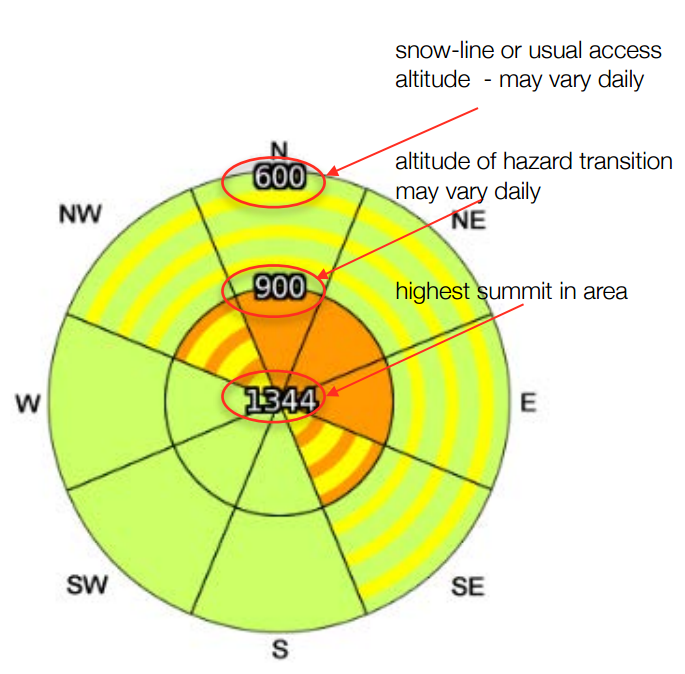 snow-line or usual access
altitude  - may vary daily
N
600
altitude of hazard transition
may vary daily
NW
NE
900
highest summit in area
1344
W
E
SW
SE
S